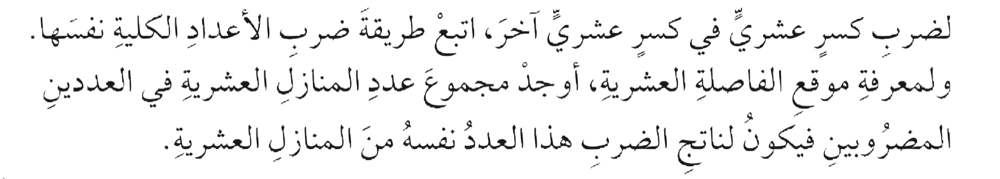 لضربِ كسرٍ عشريٍّ في كسرٍ عشريٍّ آخرَ، اتبعْ طريقةَ ضربِ الأعدادِ الكليةِ نفسَها.
ولمعرفةِ موقعِ الفاصلةِ العشريةِ، أوجدْ مجموعَ عددِ المنازلِ العشريةِ في العددينِ
المضرُوبينِ فيكونُ لناتجِ الضربِ هذا العددُ نفسهُ منَ المنازلِ العشريةِ.